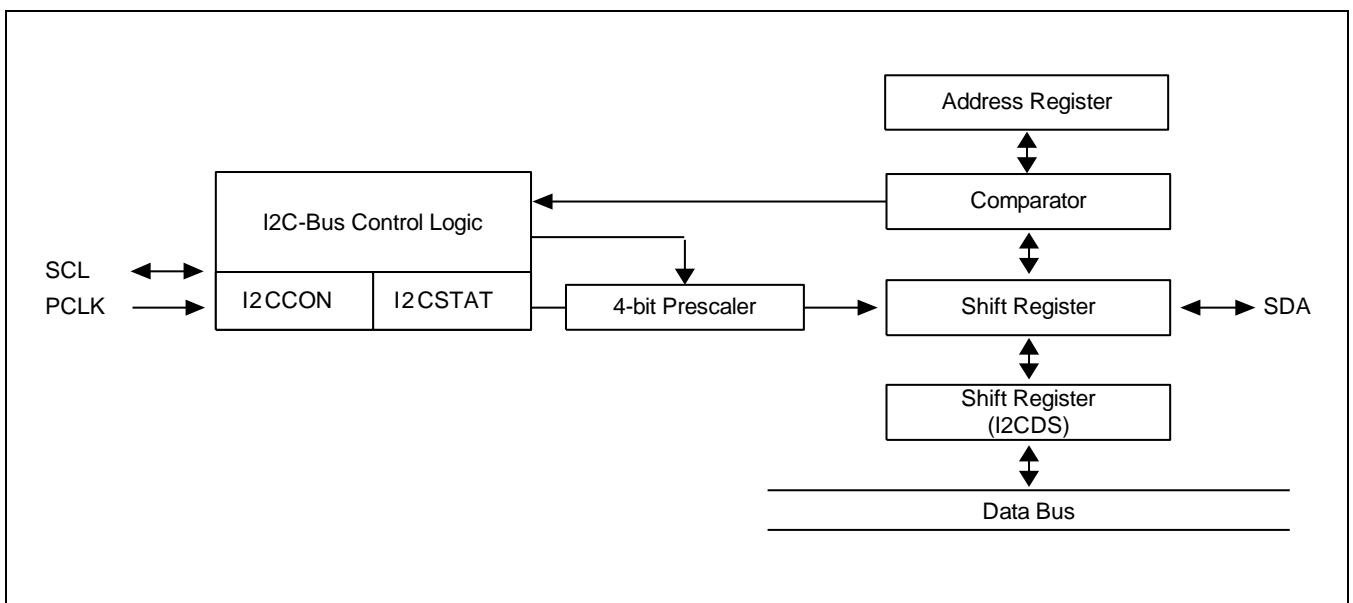 Address Register
Comparator
I2C-Bus Control Logic
SCL
PCLK
I2CCON
I2CSTAT
4-bit Prescaler
Shift Register
SDA
Shift Register
(I2CDS)
Data Bus